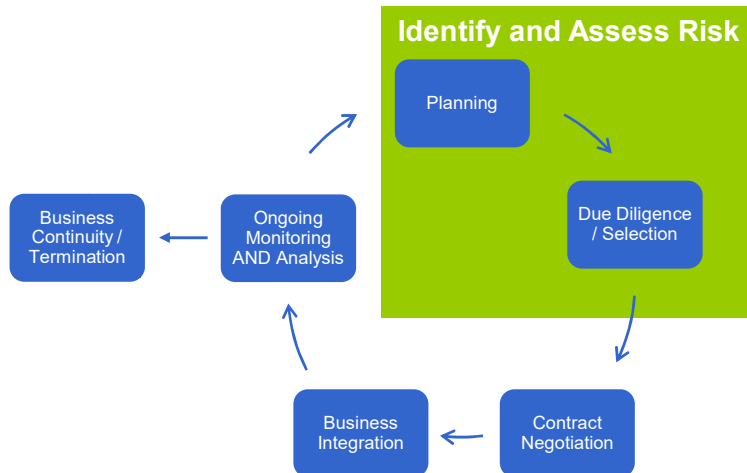 Identify and Assess Risk
Planning
Due Diligence
/ Selection
Contract
Negotiation
Business
Integration
Ongoing
Monitoring
AND Analysis
Business
Continuity /
Termination